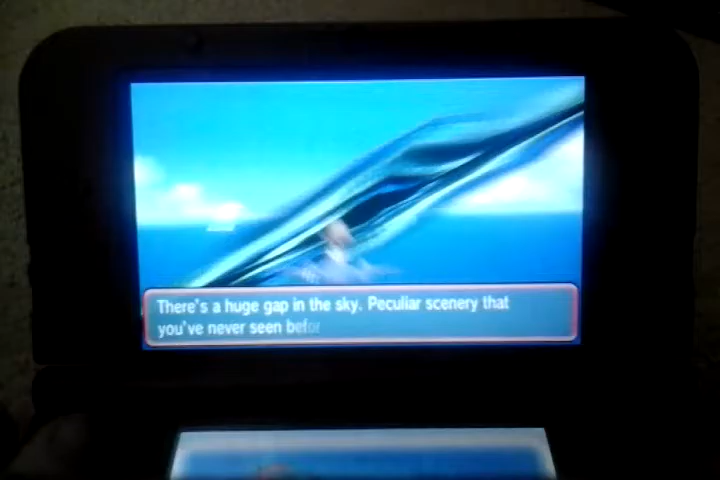 There's a huge gap in the sky. Peculiar scenery that
you've never seen befor